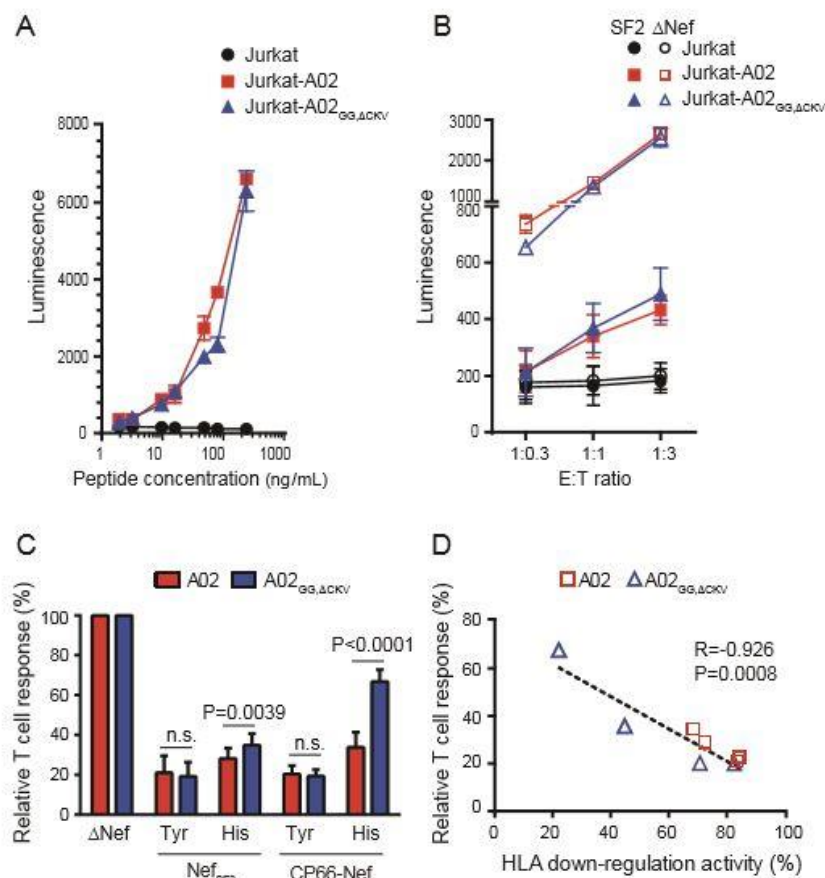 A
Jurkat
Jurkat-A02
Jurkat-A02GG,ΔCKV
Luminescence
8000
6000
4000
2000
0
1
10
100
1000
Peptide concentration (ng/mL)
B
SF2 ΔNef
Jurkat
Jurkat-A02
Jurkat-A02GG,ΔCKV
Luminescence
3000
2000
1000
800
600
400
200
0
1:0.3
1:1
1:3
E:T ratio
C
A02
A02GG,ΔCKV
Relative T cell response (%)
100
80
60
40
20
0
n.s.
P=0.0039
n.s.
P<0.0001
ΔNef
Tyr
His
Tyr
His
Nef
CP66-Nef
D
A02
A02GG,ΔCKV
Relative T cell response (%)
80
60
40
20
0
R=-0.926
P=0.0008
0
20
40
60
80
100
HLA down-regulation activity (%)